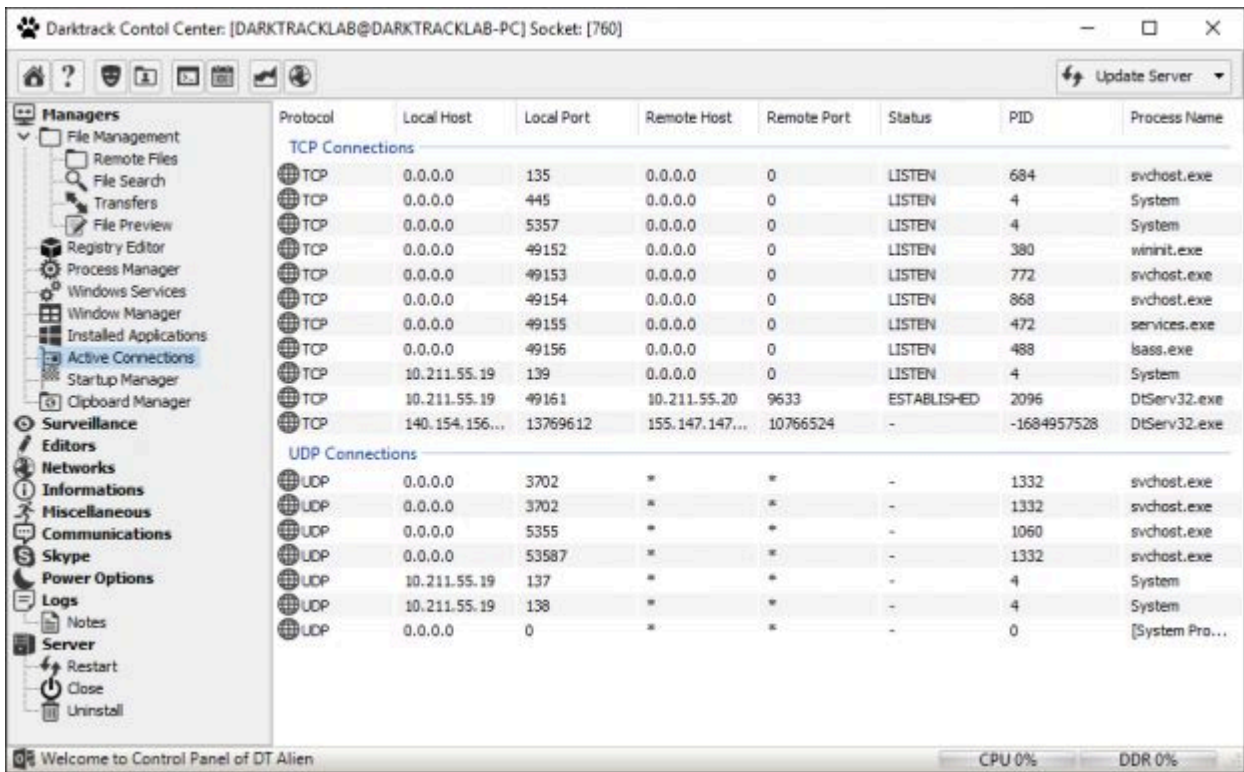 Darktrack Contol Center: [DARKTRACKLAB@DARKTRACKLAB-PC] Socket: [760]
Update Server
Managers
File Management
Remote Files
File Search
Transfers
File Preview
Registry Editor
Process Manager
Windows Services
Window Manager
Installed Applications
Active Connections
Startup Manager
Clipboard Manager
Surveillance
Editors
Networks
Informations
Miscellaneous
Communications
Skype
Power Options
Logs
Notes
Server
Restart
Close
Uninstall
Protocol Local Host Local Port Remote Host Remote Port Status PID Process Name
TCP Connections
TCP 0.0.0.0 135 0.0.0.0 0 LISTEN 684 svchost.exe
TCP 0.0.0.0 445 0.0.0.0 0 LISTEN 4 System
TCP 0.0.0.0 5357 0.0.0.0 0 LISTEN 4 System
TCP 0.0.0.0 49152 0.0.0.0 0 LISTEN 380 wininit.exe
TCP 0.0.0.0 49153 0.0.0.0 0 LISTEN 772 svchost.exe
TCP 0.0.0.0 49154 0.0.0.0 0 LISTEN 868 svchost.exe
TCP 0.0.0.0 49155 0.0.0.0 0 LISTEN 472 services.exe
TCP 0.0.0.0 49156 0.0.0.0 0 LISTEN 488 lsass.exe
TCP 10.211.55.19 139 0.0.0.0 0 LISTEN 4 System
TCP 10.211.55.19 49161 10.211.55.20 9633 ESTABLISHED 2096 DtServ32.exe
TCP 140.154.156... 13769612 155.147.147... 10766524 - -1684957528 DtServ32.exe
UDP Connections
UDP 0.0.0.0 3702 * * - 1332 svchost.exe
UDP 0.0.0.0 3702 * * - 1332 svchost.exe
UDP 0.0.0.0 5355 * * - 1060 svchost.exe
UDP 0.0.0.0 53587 * * - 1332 svchost.exe
UDP 10.211.55.19 137 * * - 4 System
UDP 10.211.55.19 138 * * - 4 System
UDP 0.0.0.0 0 * * - 0 [System Pro...
Welcome to Control Panel of DT Alien
CPU 0% DDR 0%